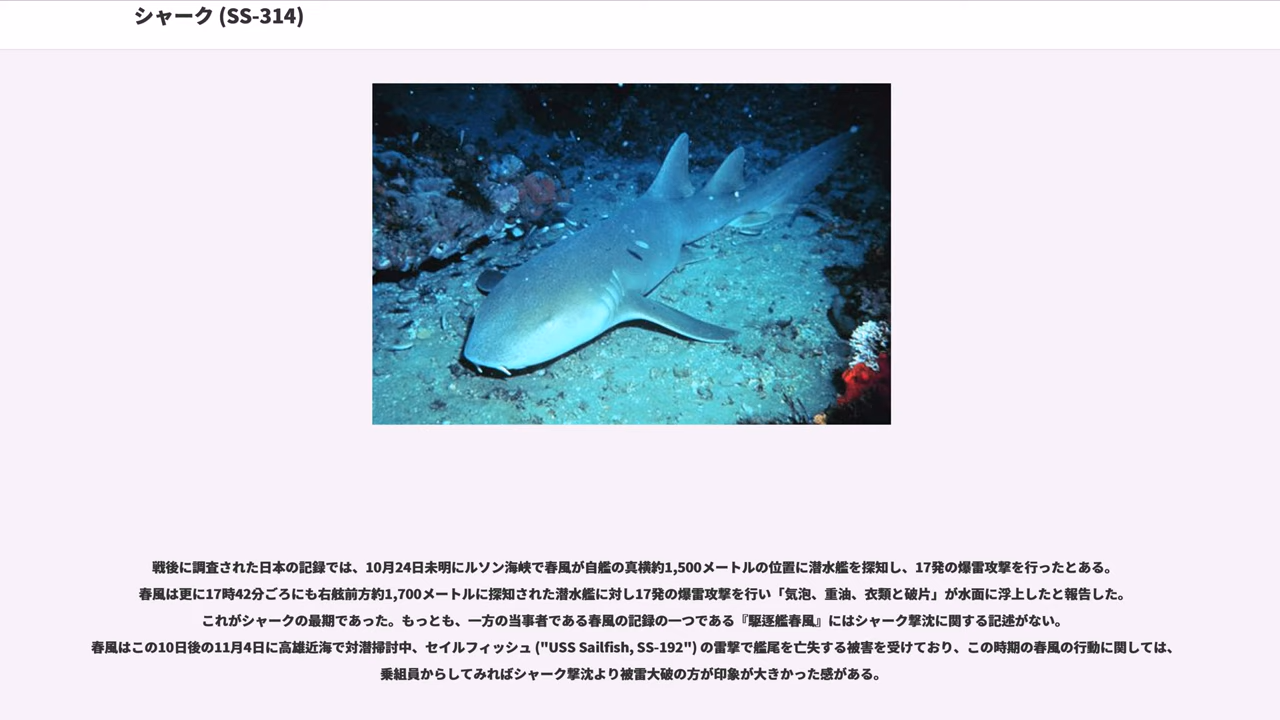 シャーク (SS-314)
戦後に調査された日本の記録では、10月24日未明にルソン海峡で春風が自艦の真横約1,500メートルの位置に潜水艦を探知し、17発の爆雷攻撃を行ったとある。
春風は更に17時42分ごろにも右舷前方約1,700メートルに探知された潜水艦に対し17発の爆雷攻撃を行い「気泡、重油、衣類と破片」が水面に浮上したと報告した。
これがシャークの最期であった。もっとも、一方の当事者である春風の記録の一つである『駆逐艦春風』にはシャーク撃沈に関する記述がない。
春風はこの10日後の11月4日に高雄近海で対潜掃討中、セイルフィッシュ ("USS Sailfish, SS-192") の雷撃で艦尾を亡失する被害を受けており、この時期の春風の行動に関しては、
乗組員からしてみればシャーク撃沈より被雷大破の方が印象が大きかった感がある。